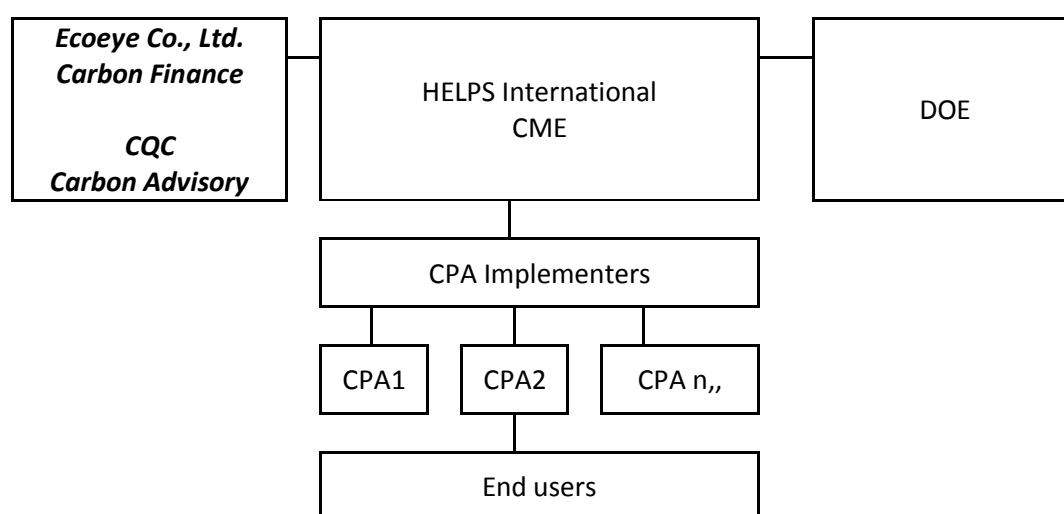 Ecoeye Co., Ltd.
Carbon Finance
CQC
Carbon Advisory
HELPS International
CME
DOE
CPA Implementers
CPA1
CPA2
CPA n,,
End users